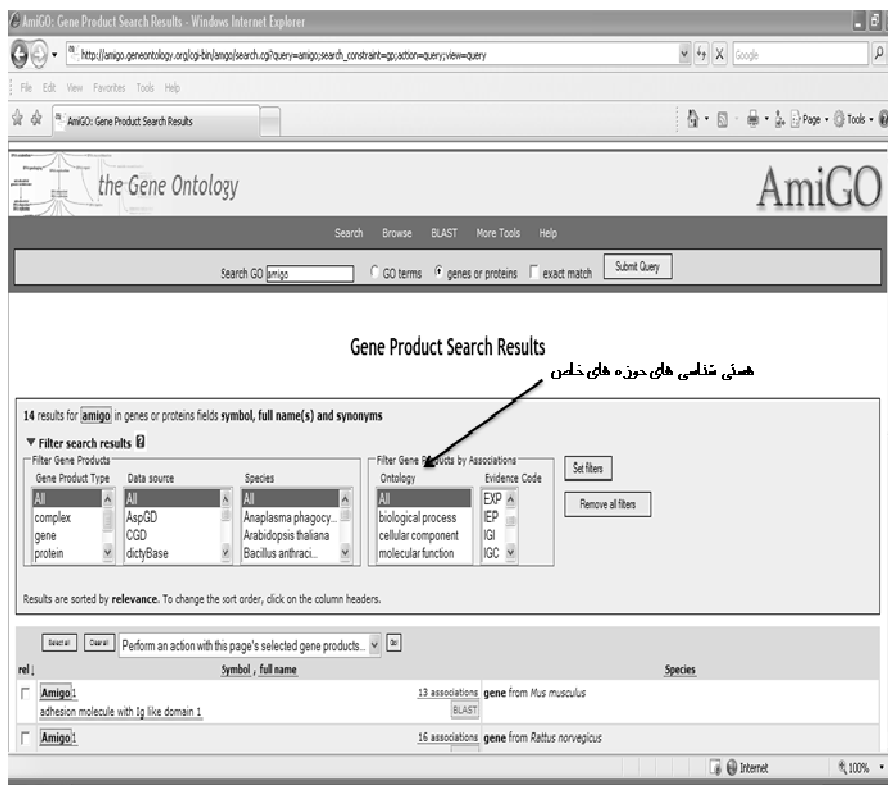 AmiGO: Gene Product Search Results - Windows Internet Explorer
http://amigo.geneontology.org/cgi-bin/amigo/search.cgi?query=amigo;search_constraint=gp;action=query;view=query
Google
File Edit View Favorites Tools Help
AmiGO: Gene Product Search Results
Page Tools
the Gene Ontology
AmiGO
Search Browse BLAST More Tools Help
Search GO amigo GO terms genes or proteins exact match Submit Query
Gene Product Search Results
هستی شناسی های حوزه های خاص
14 results for amigo in genes or proteins fields symbol, full name(s) and synonyms
Filter search results ?
Filter Gene Products Filter Gene Products by Associations
Gene Product Type Data source Species Ontology Evidence Code Set filters
All All All All EXP
complex AspGD Anaplasma phagocy... biological process IEP Remove all filters
gene CGD Arabidopsis thaliana cellular component IGI
protein dictyBase Bacillus anthraci... molecular function IGC
Results are sorted by relevance. To change the sort order, click on the column headers.
Select all Clear all Perform an action with this page's selected gene products... Go!
rel↓ Symbol , full name Species
Amigo1 13 associations gene from Mus musculus
adhesion molecule with Ig like domain 1 BLAST
Amigo1 16 associations gene from Rattus norvegicus
Internet 100%